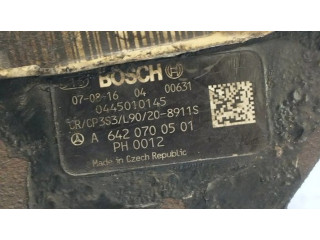 BOSCH
07-08-16 04 00631
0445010145
CR/CP3S3/L90/20-8911S
A 642 070 05 01
PH 0012
Made in Czech Republic